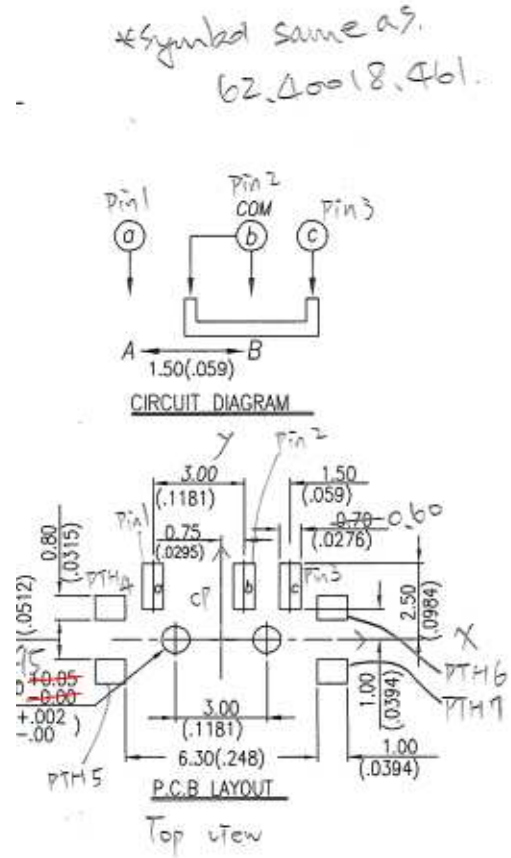 *Symbol same as.
62.40018.461.
Pin1
Pin2
COM
Pin3
a
b
c
A
B
1.50(.059)
CIRCUIT DIAGRAM
Y
Pin2
3.00
(.1181)
1.50
(.059)
Pin1
0.75
(.0295)
0.70
0.60
(.0276)
0.80
(.0315)
PTH4
a
CP
b
c
Pin3
2.50
(.0984)
(.0512)
X
+0.05
-0.00
+.002
-.00
)
PTH6
PTH7
1.00
(.0394)
3.00
(.1181)
6.30(.248)
1.00
(.0394)
PTH5
P.C.B LAYOUT
Top view